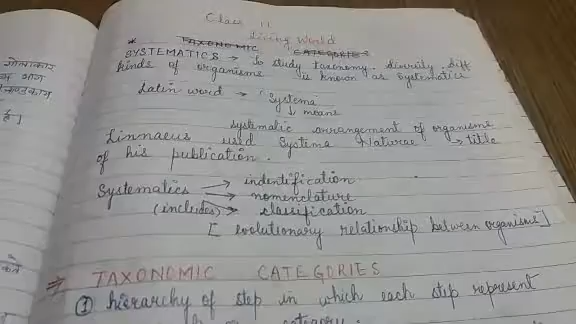 गोलाकार
Class 11
Living World
* TAXONOMIC CATEGORIES
SYSTEMATICS → To study taxonomy, diversity, diff
kinds of organisms is known as systematics
Latin word → Systema
↓ means
systematic arrangement of organisms
Linnaeus used Systema Naturae → title
of his publication.
Systematics → indentification
→ nomenclature
(includes) → classification
[ evolutionary relationship between organisms ]
⇒ TAXONOMIC CATEGORIES
① hierarchy of step in which each step represent
category.